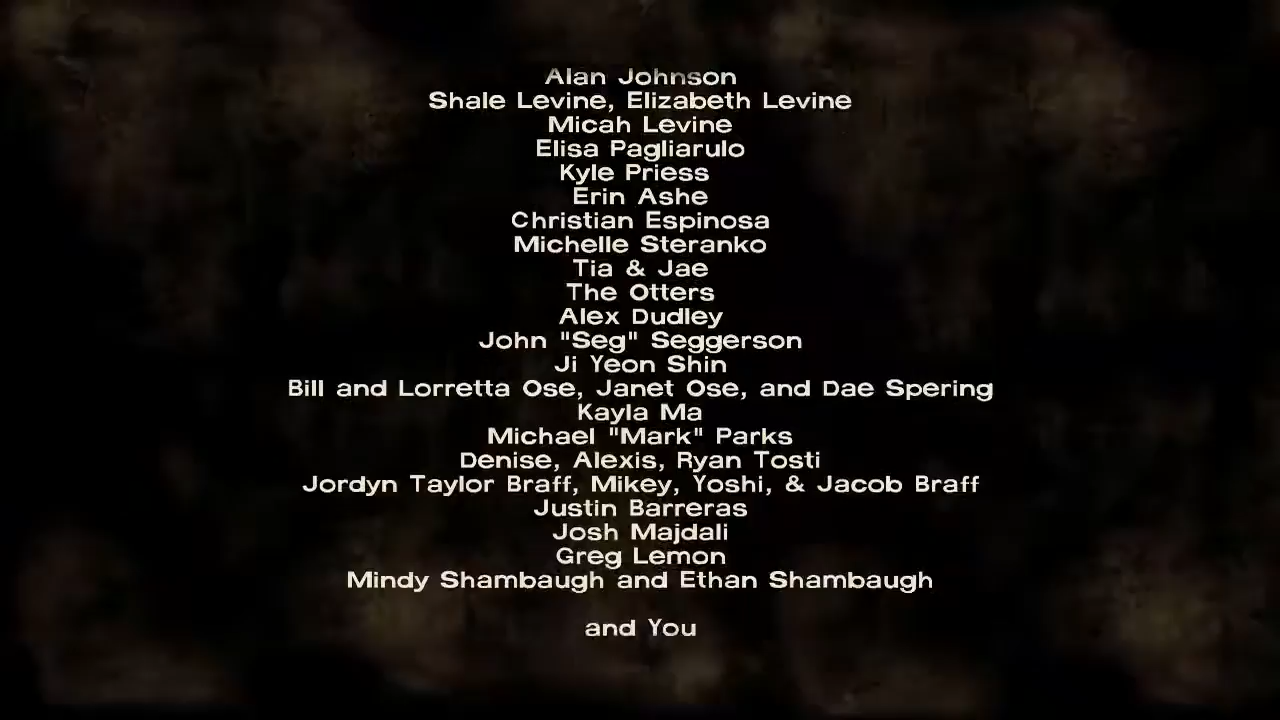 Alan Johnson
Shale Levine, Elizabeth Levine
Micah Levine
Elisa Pagliarulo
Kyle Priess
Erin Ashe
Christian Espinosa
Michelle Steranko
Tia & Jae
The Otters
Alex Dudley
John "Seg" Seggerson
Ji Yeon Shin
Bill and Lorretta Ose, Janet Ose, and Dae Spering
Kayla Ma
Michael "Mark" Parks
Denise, Alexis, Ryan Tosti
Jordyn Taylor Braff, Mikey, Yoshi, & Jacob Braff
Justin Barreras
Josh Majdali
Greg Lemon
Mindy Shambaugh and Ethan Shambaugh
and You